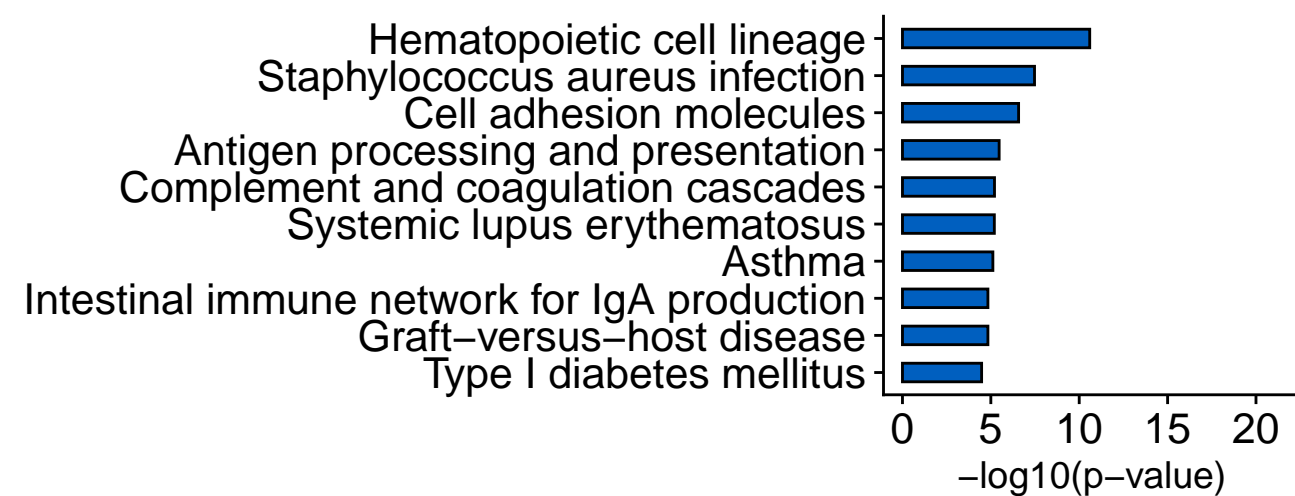 Hematopoietic cell lineage
Staphylococcus aureus infection
Cell adhesion molecules
Antigen processing and presentation
Complement and coagulation cascades
Systemic lupus erythematosus
Asthma
Intestinal immune network for IgA production
Graft−versus−host disease
Type I diabetes mellitus
0 5 10 15 20
−log10(p−value)